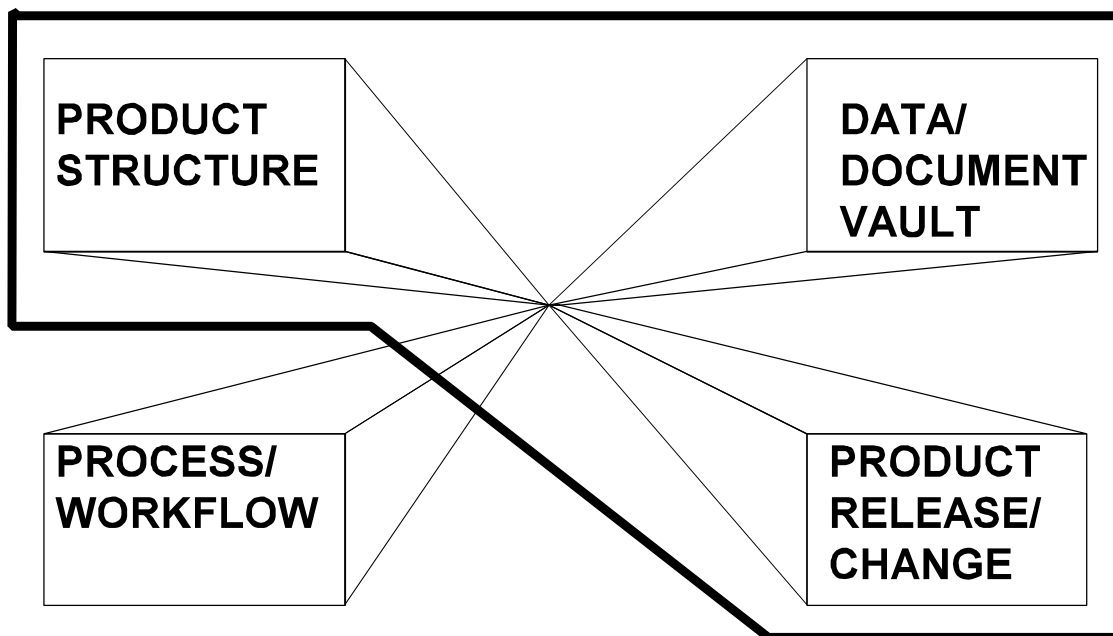 PRODUCT
STRUCTURE
DATA/
DOCUMENT
VAULT
PROCESS/
WORKFLOW
PRODUCT
RELEASE/
CHANGE